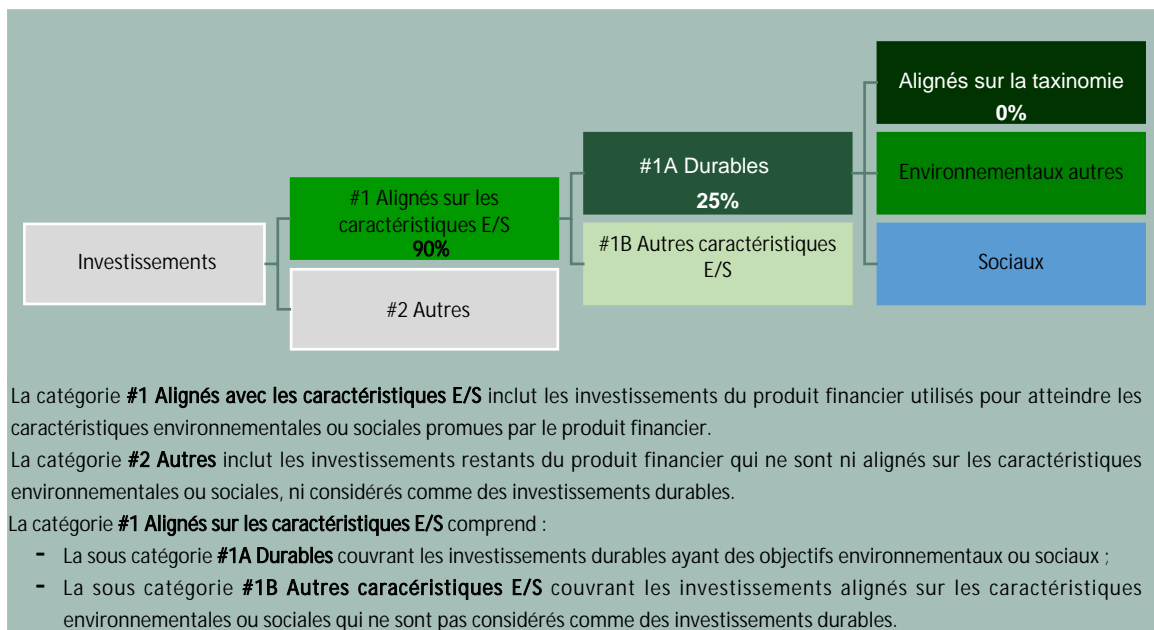 Investissements
#1 Alignés sur les
caractéristiques E/S
90%
#2 Autres
#1A Durables
25%
#1B Autres caractéristiques
E/S
Alignés sur la taxinomie
0%
Environnementaux autres
Sociaux
La catégorie #1 Alignés avec les caractéristiques E/S inclut les investissements du produit financier utilisés pour atteindre les
caractéristiques environnementales ou sociales promues par le produit financier.
La catégorie #2 Autres inclut les investissements restants du produit financier qui ne sont ni alignés sur les caractéristiques
environnementales ou sociales, ni considérés comme des investissements durables.
La catégorie #1 Alignés sur les caractéristiques E/S comprend :
- La sous catégorie #1A Durables couvrant les investissements durables ayant des objectifs environnementaux ou sociaux ;
- La sous catégorie #1B Autres caracéristiques E/S couvrant les investissements alignés sur les caractéristiques
environnementales ou sociales qui ne sont pas considérés comme des investissements durables.